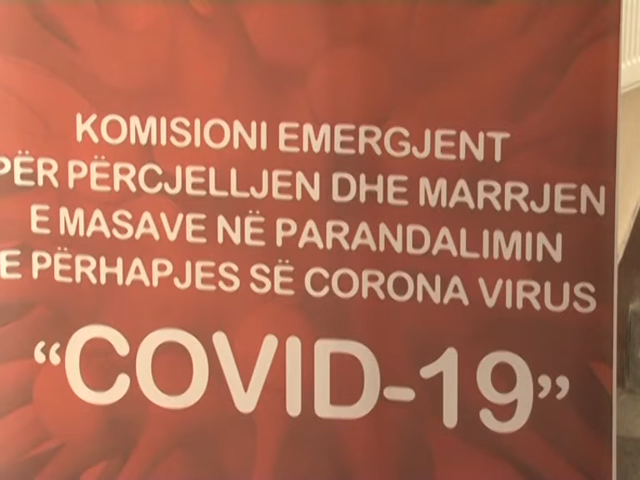 KOMISIONI EMERGJENT
PËR PËRCJELLJEN DHE MARRJEN
E MASAVE NË PARANDALIMIN
E PËRHAPJES SË CORONA VIRUS
“COVID-19”